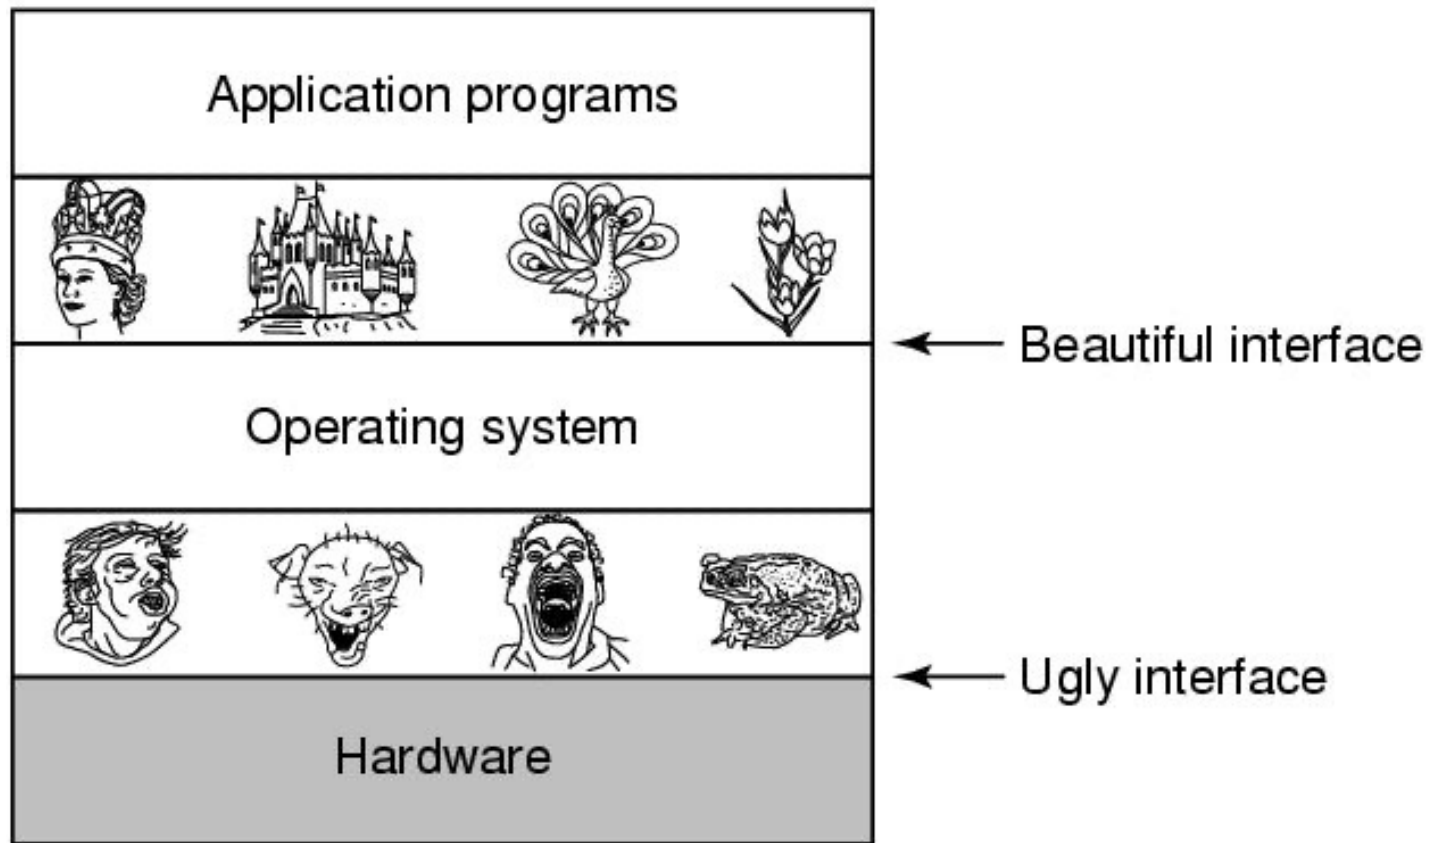 Application programs
Beautiful interface
Operating system
Ugly interface
Hardware